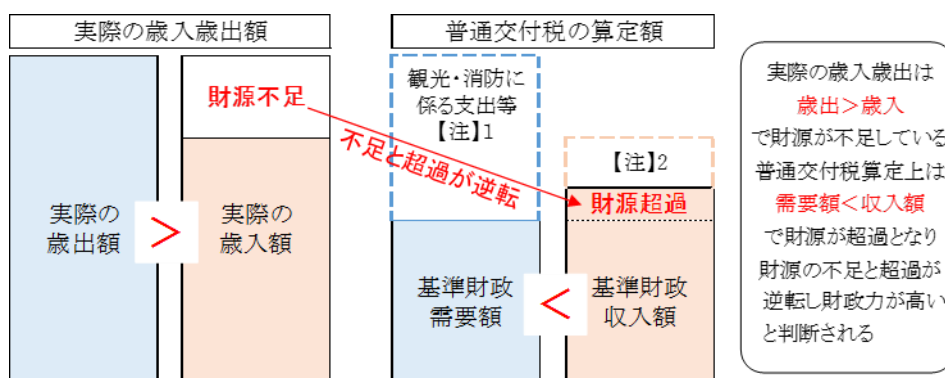 実際の歳入歳出額
財源不足
実際の
歳出額
>
実際の
歳入額
普通交付税の算定額
観光・消防に
係る支出等
【注】1
不足と超過が逆転
【注】2
財源超過
基準財政
需要額
<
基準財政
収入額
実際の歳入歳出は
歳出>歳入
で財源が不足している
普通交付税算定上は
需要額<収入額
で財源が超過となり
財源の不足と超過が
逆転し財政力が高い
と判断される